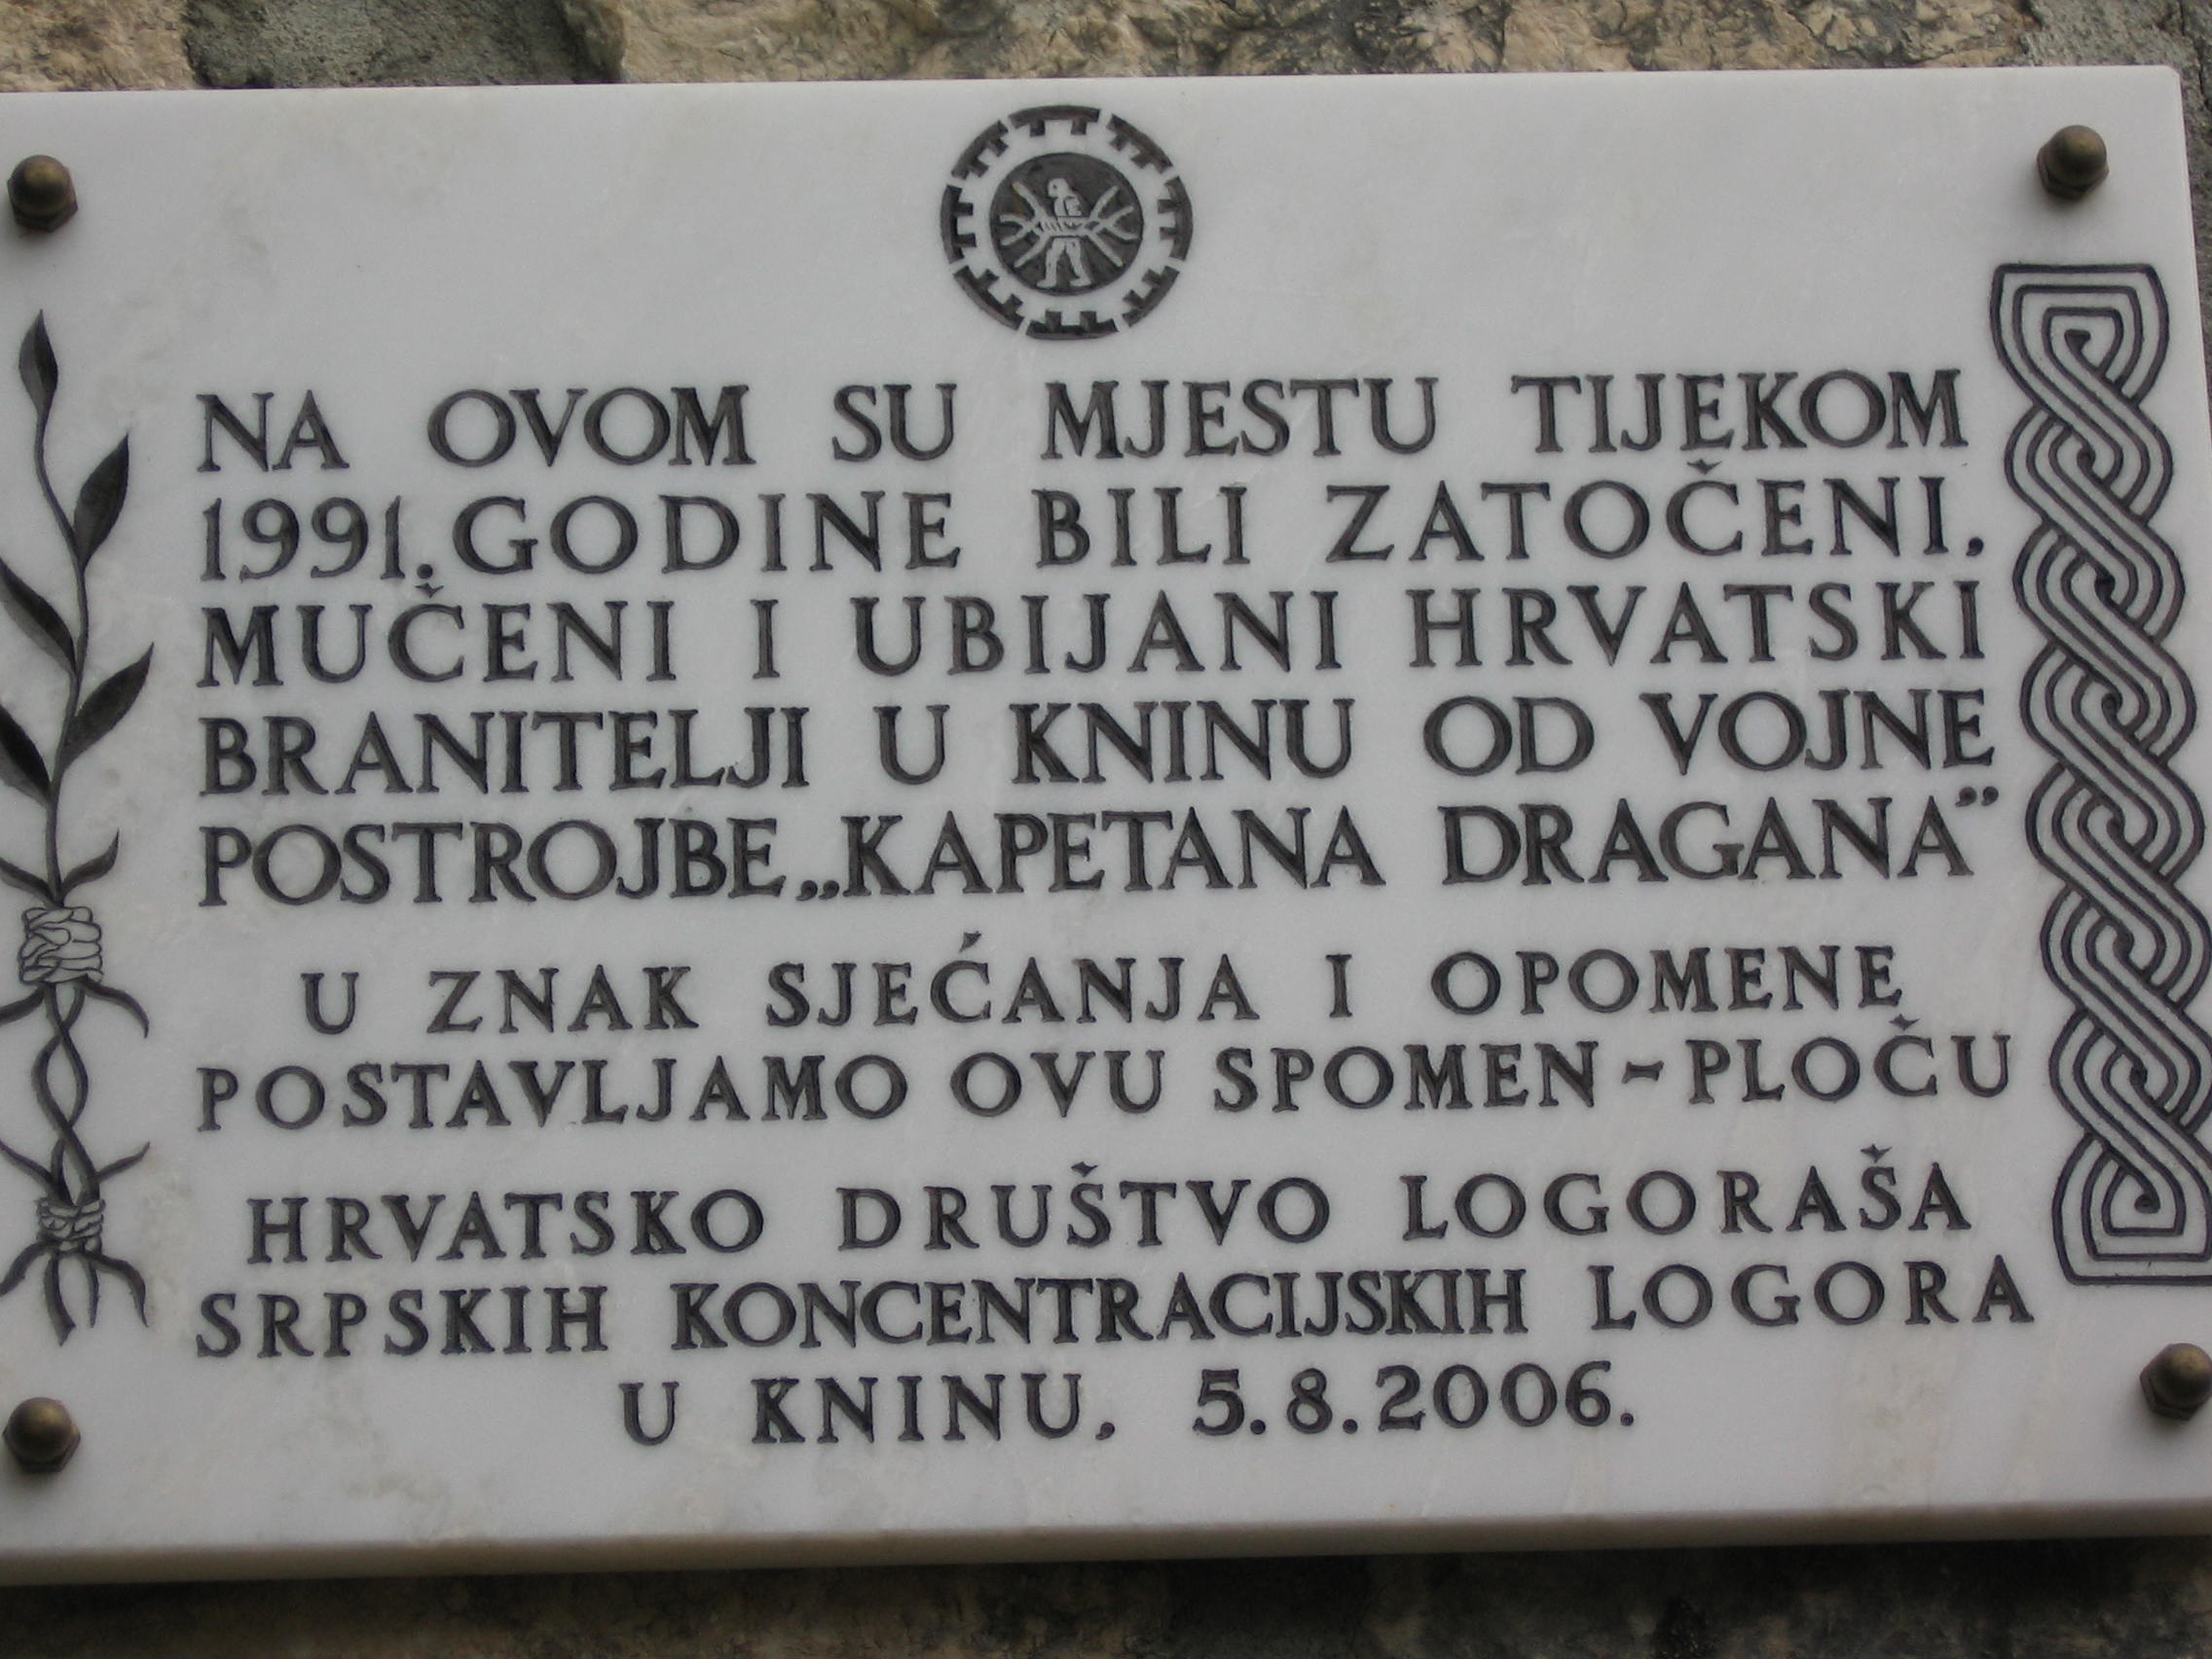 NA OVOM SU MJESTU TIJEKOM
1991. GODINE BILI ZATOČENI,
MUČENI I UBIJANI HRVATSKI
BRANITELJI U KNINU OD VOJNE
POSTROJBE „KAPETANA DRAGANA”
U ZNAK SJEĆANJA I OPOMENE
POSTAVLJAMO OVU SPOMEN-PLOČU
HRVATSKO DRUŠTVO LOGORAŠA
SRPSKIH KONCENTRACIJSKIH LOGORA
U KNINU, 5.8.2006.